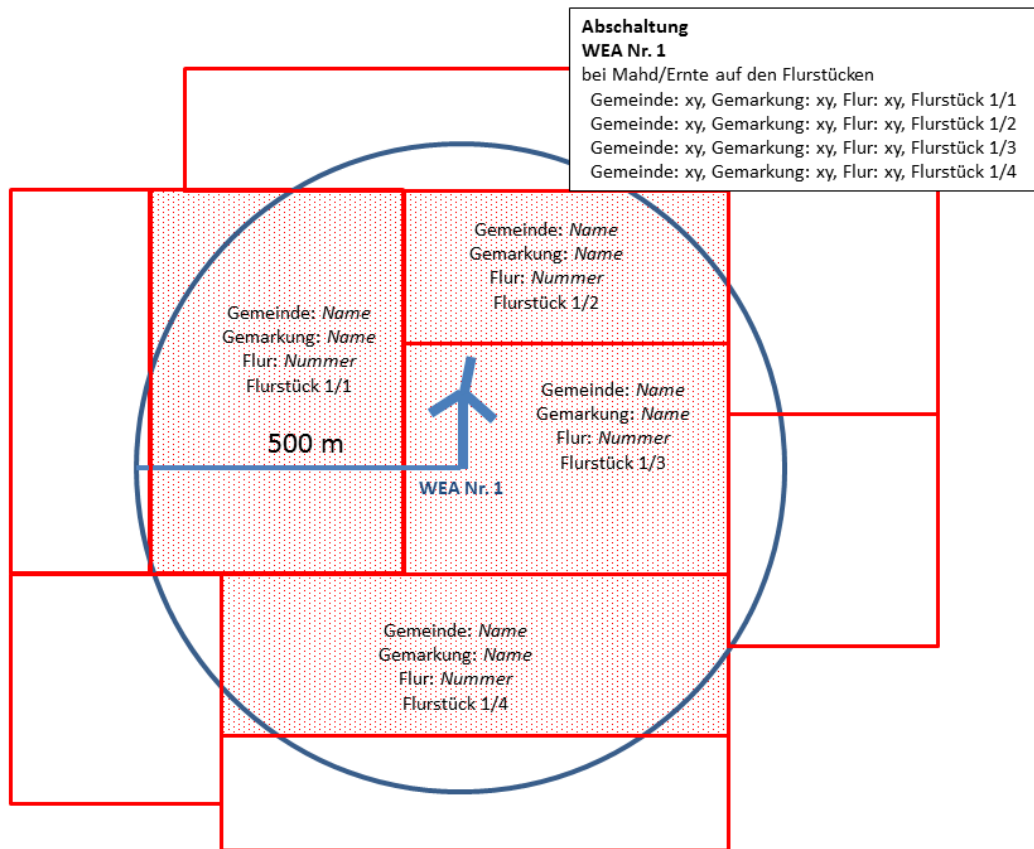 Abschaltung
WEA Nr. 1
bei Mahd/Ernte auf den Flurstücken
Gemeinde: xy, Gemarkung: xy, Flur: xy, Flurstück 1/1
Gemeinde: xy, Gemarkung: xy, Flur: xy, Flurstück 1/2
Gemeinde: xy, Gemarkung: xy, Flur: xy, Flurstück 1/3
Gemeinde: xy, Gemarkung: xy, Flur: xy, Flurstück 1/4
Gemeinde: Name
Gemarkung: Name
Flur: Nummer
Flurstück 1/2
Gemeinde: Name
Gemarkung: Name
Flur: Nummer
Flurstück 1/1
Gemeinde: Name
Gemarkung: Name
Flur: Nummer
Flurstück 1/3
500 m
WEA Nr. 1
Gemeinde: Name
Gemarkung: Name
Flur: Nummer
Flurstück 1/4